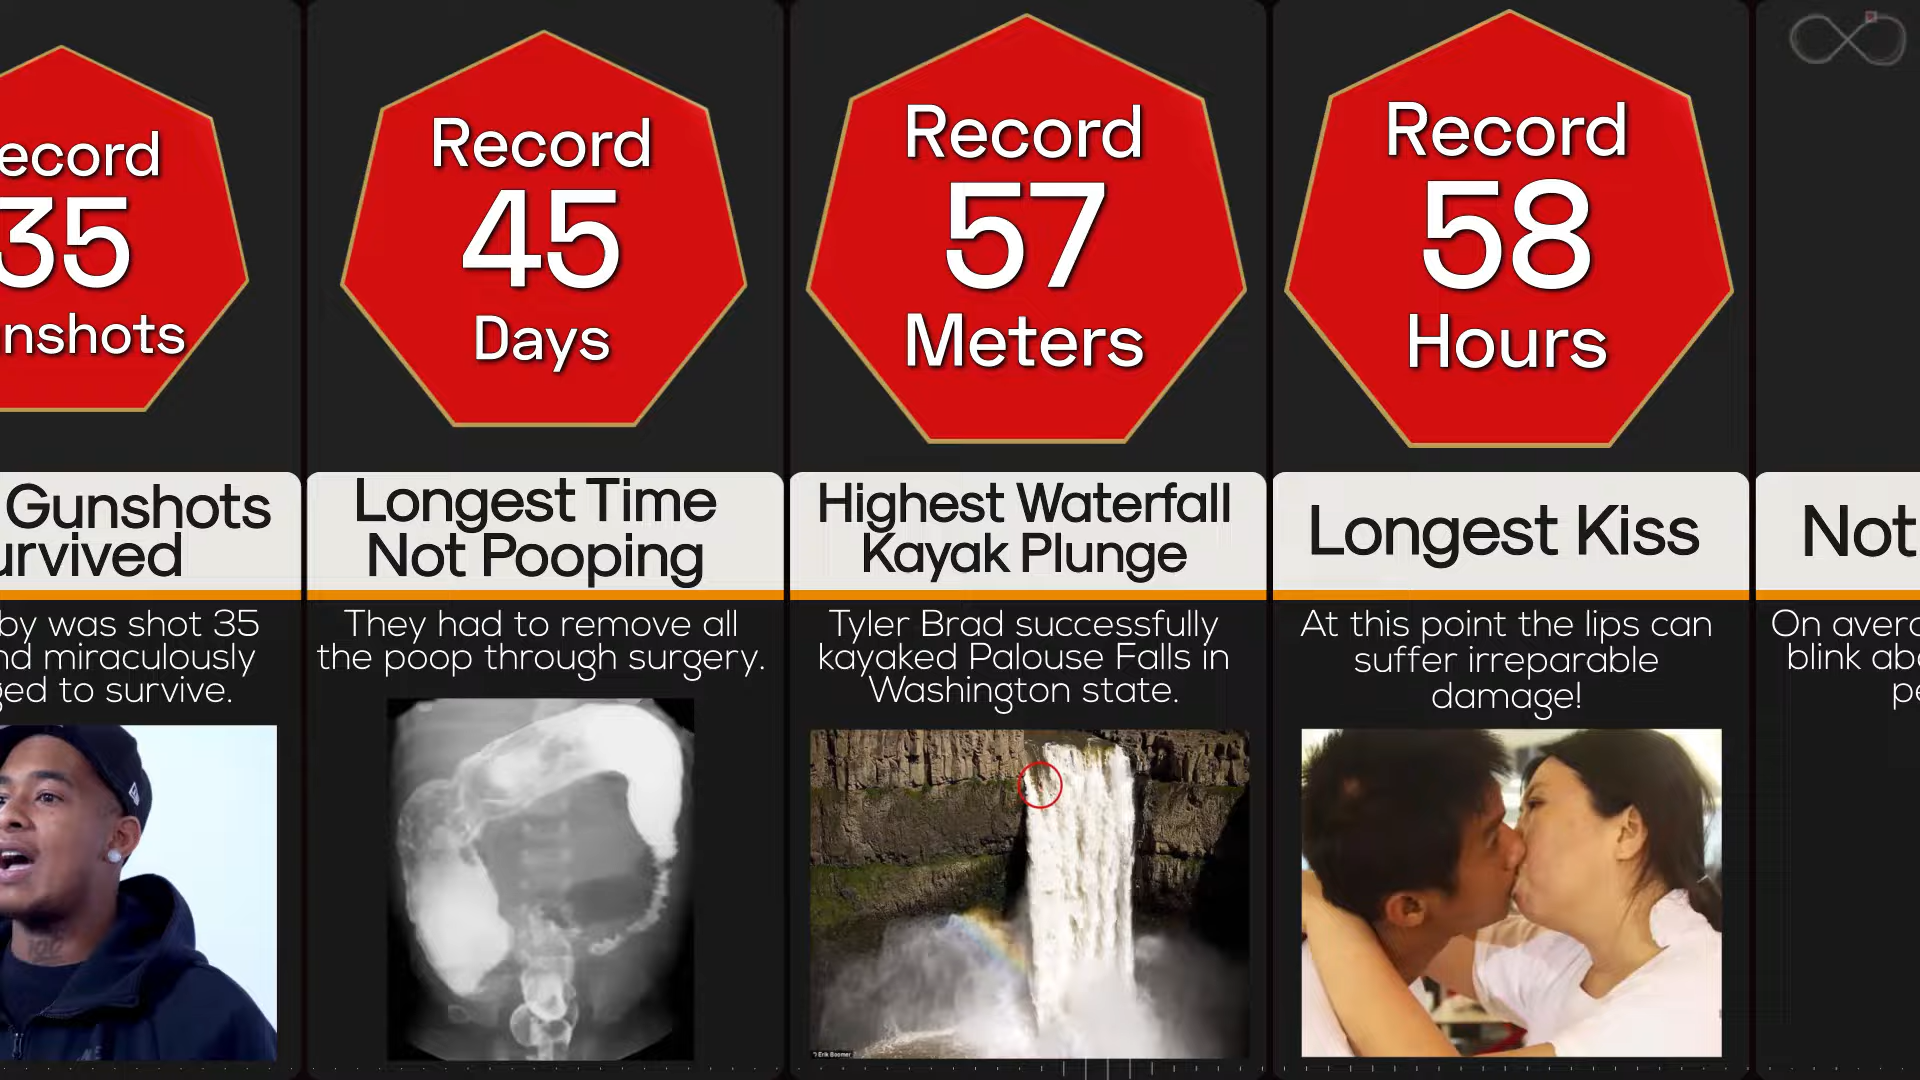 ecord
35
nshots
Gunshots
urvived
by was shot 35
nd miraculously
ged to survive.
Record
45
Days
Longest Time
Not Pooping
They had to remove all
the poop through surgery.
Record
57
Meters
Highest Waterfall
Kayak Plunge
Tyler Brad successfully
kayaked Palouse Falls in
Washington state.
Erik Boomer
Record
58
Hours
Longest Kiss
At this point the lips can
suffer irreparable
damage!
Not
On avera
blink abo
pe